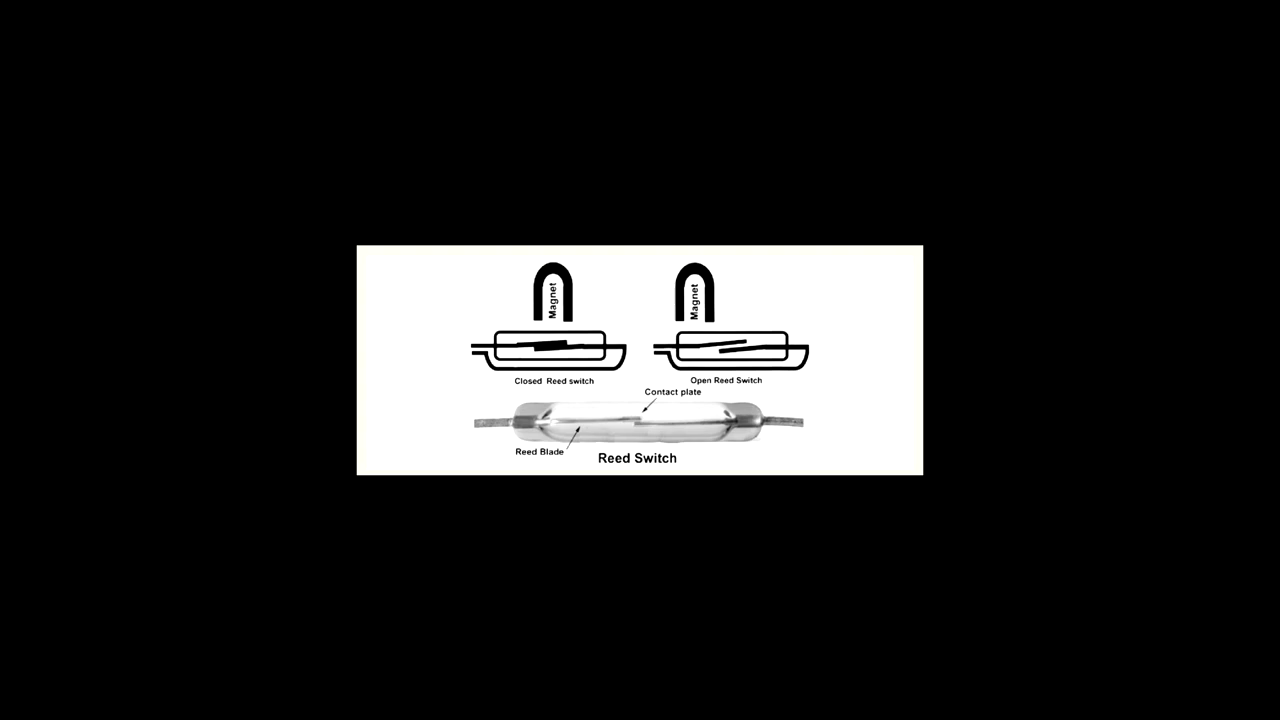 Magnet
Magnet
Closed Reed switch
Open Reed Switch
Contact plate
Reed Blade
Reed Switch